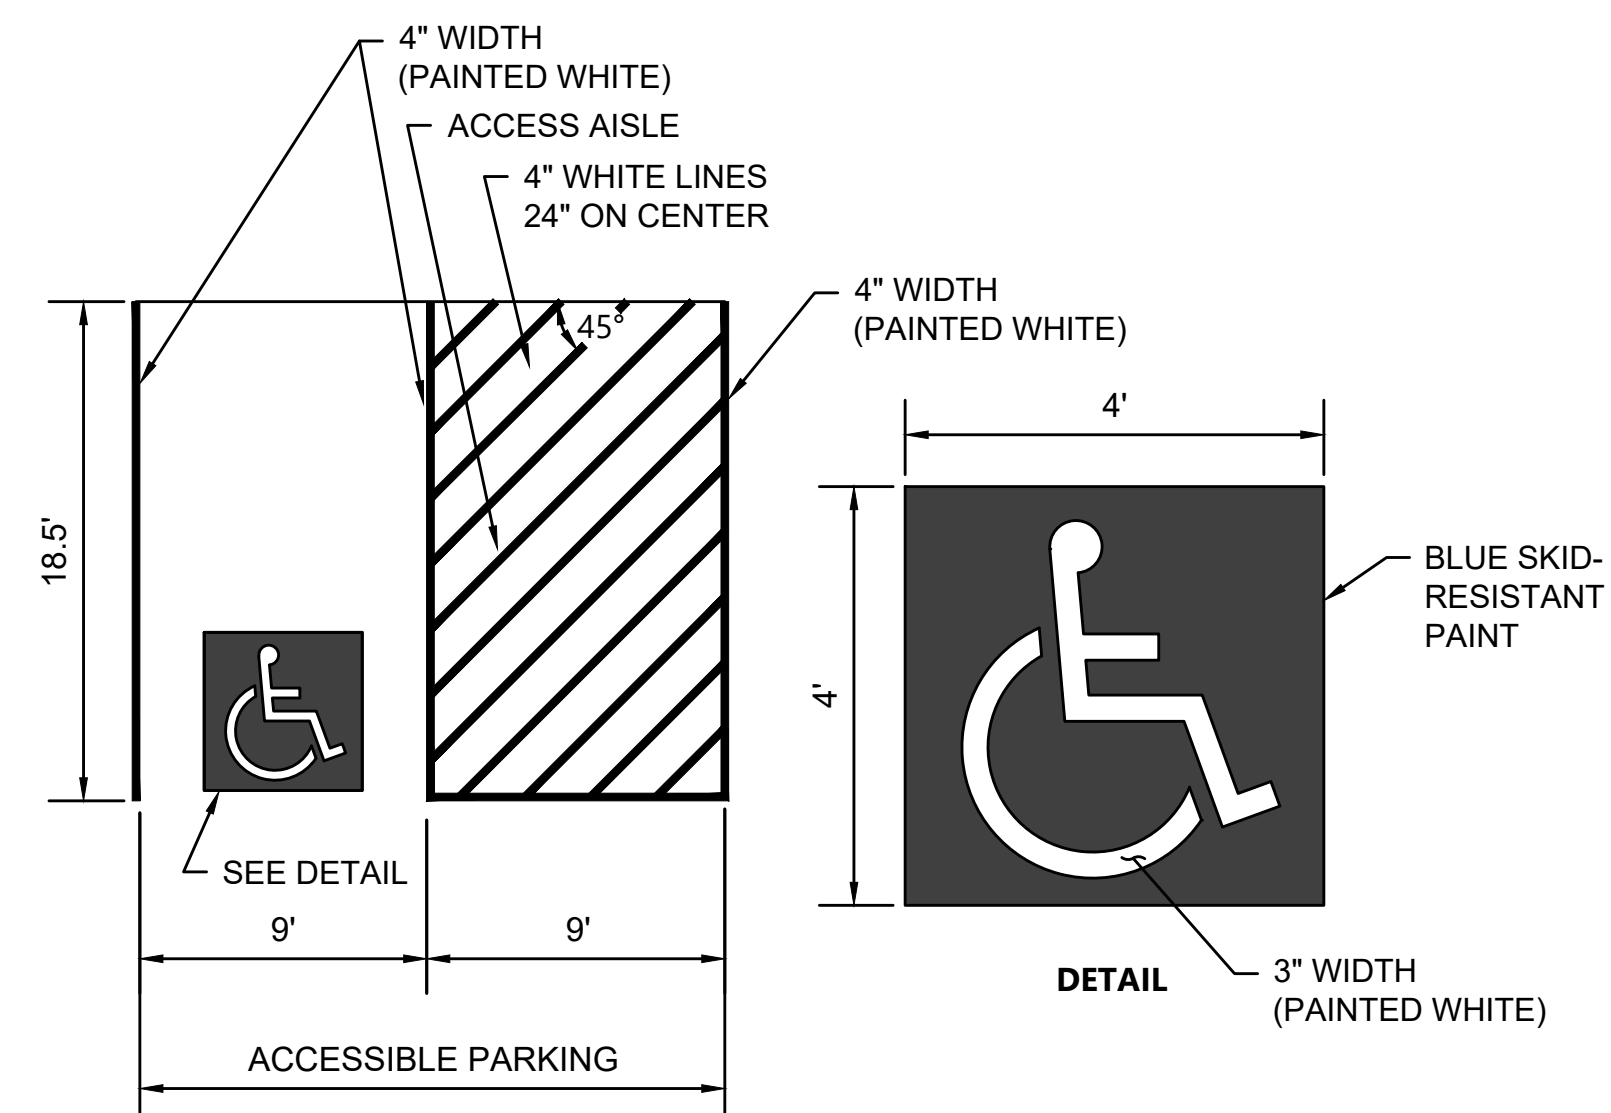 4" WIDTH
(PAINTED WHITE)
ACCESS AISLE
4" WHITE LINES
24" ON CENTER
4" WIDTH
(PAINTED WHITE)
45°
18.5'
SEE DETAIL
9'
9'
ACCESSIBLE PARKING
4'
4'
BLUE SKID-
RESISTANT
PAINT
DETAIL
3" WIDTH
(PAINTED WHITE)